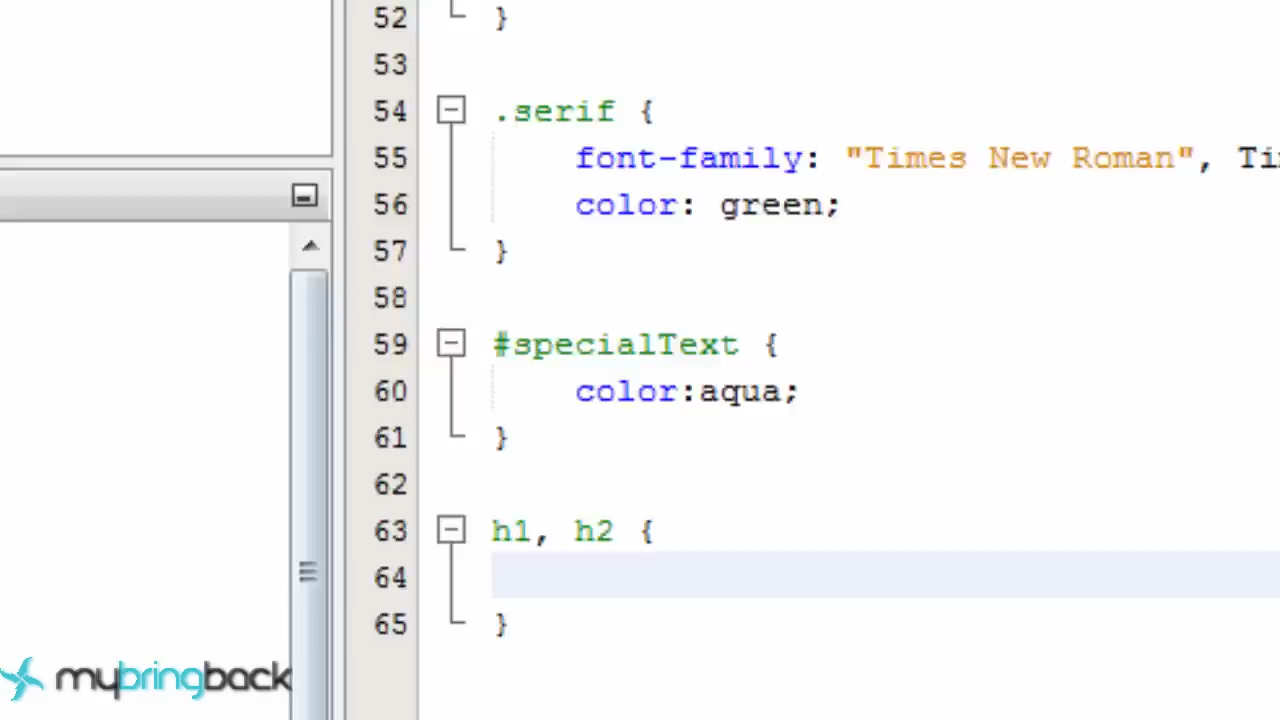 52 }
53
54 .serif {
55 font-family: "Times New Roman",
56 color: green;
57 }
58
59 #specialText {
60 color:aqua;
61 }
62
63 h1, h2 {
64
65 }
mybringback